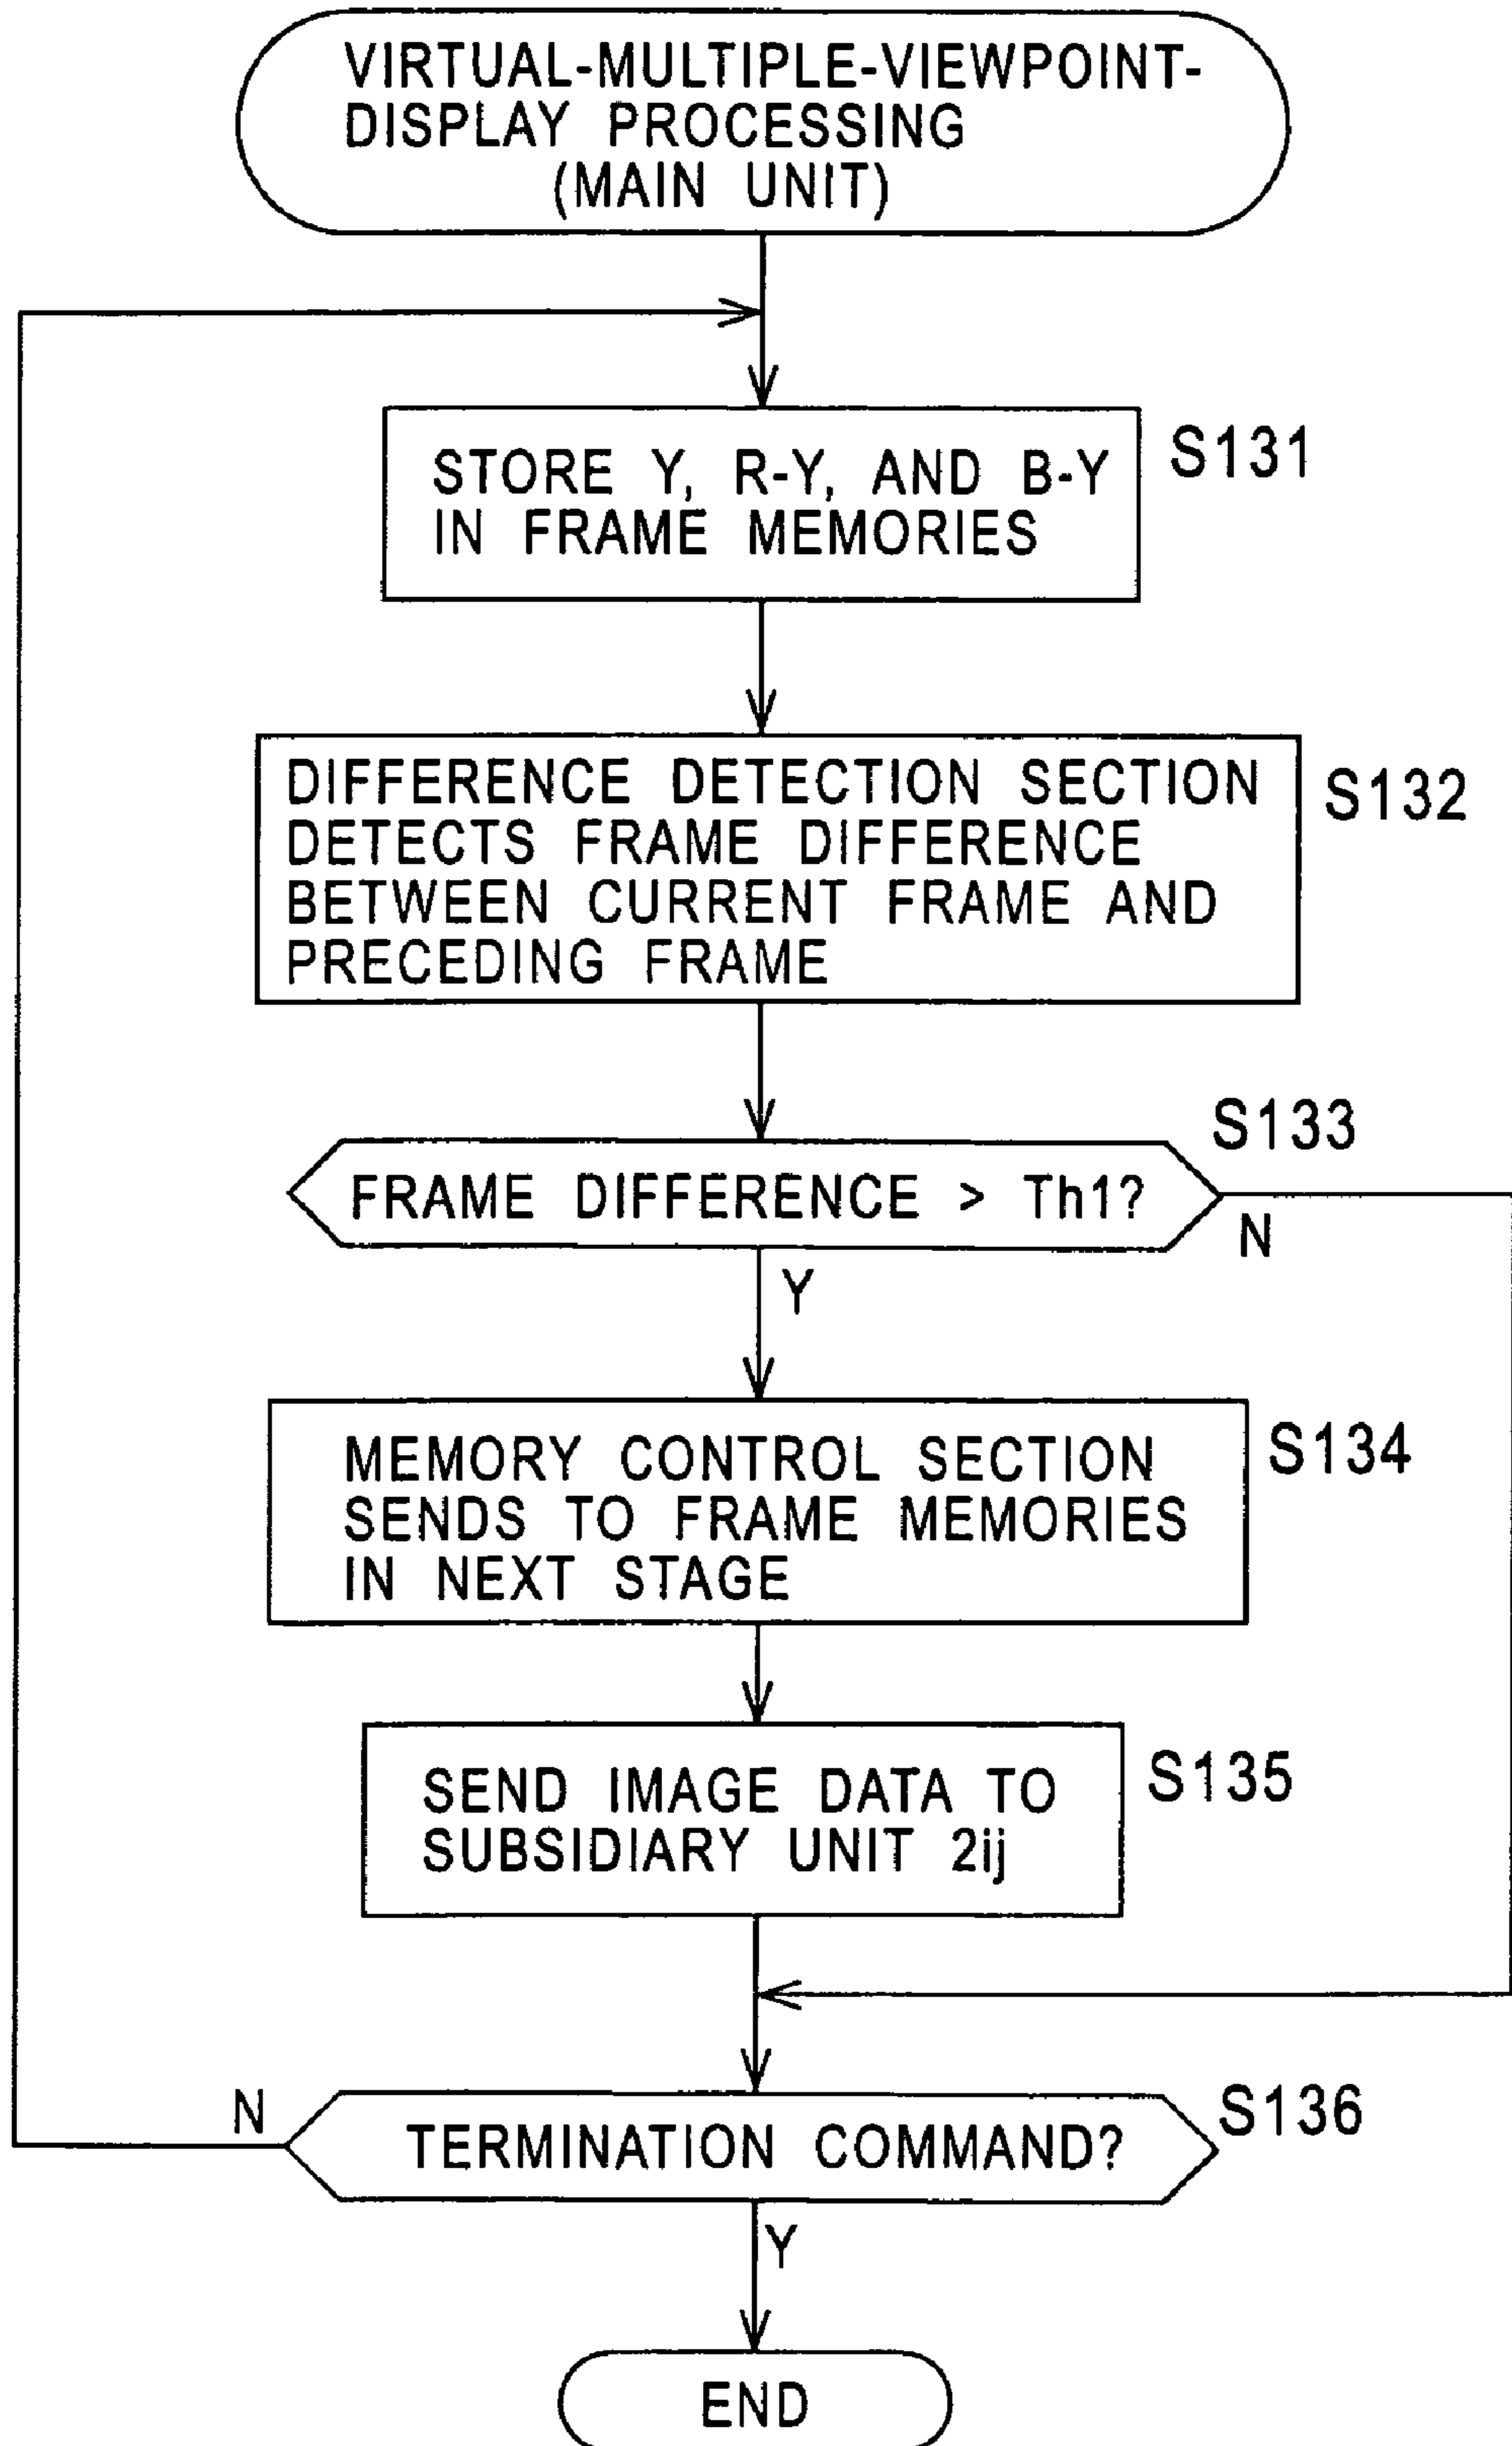 VIRTUAL-MULTIPLE-VIEWPOINT-
DISPLAY PROCESSING
(MAIN UNIT)
STORE Y, R-Y, AND B-Y
IN FRAME MEMORIES
S131
DIFFERENCE DETECTION SECTION
DETECTS FRAME DIFFERENCE
BETWEEN CURRENT FRAME AND
PRECEDING FRAME
S132
S133
FRAME DIFFERENCE > Th1?
N
Y
MEMORY CONTROL SECTION
SENDS TO FRAME MEMORIES
IN NEXT STAGE
S134
SEND IMAGE DATA TO
SUBSIDIARY UNIT 2ij
S135
N
TERMINATION COMMAND?
S136
Y
END